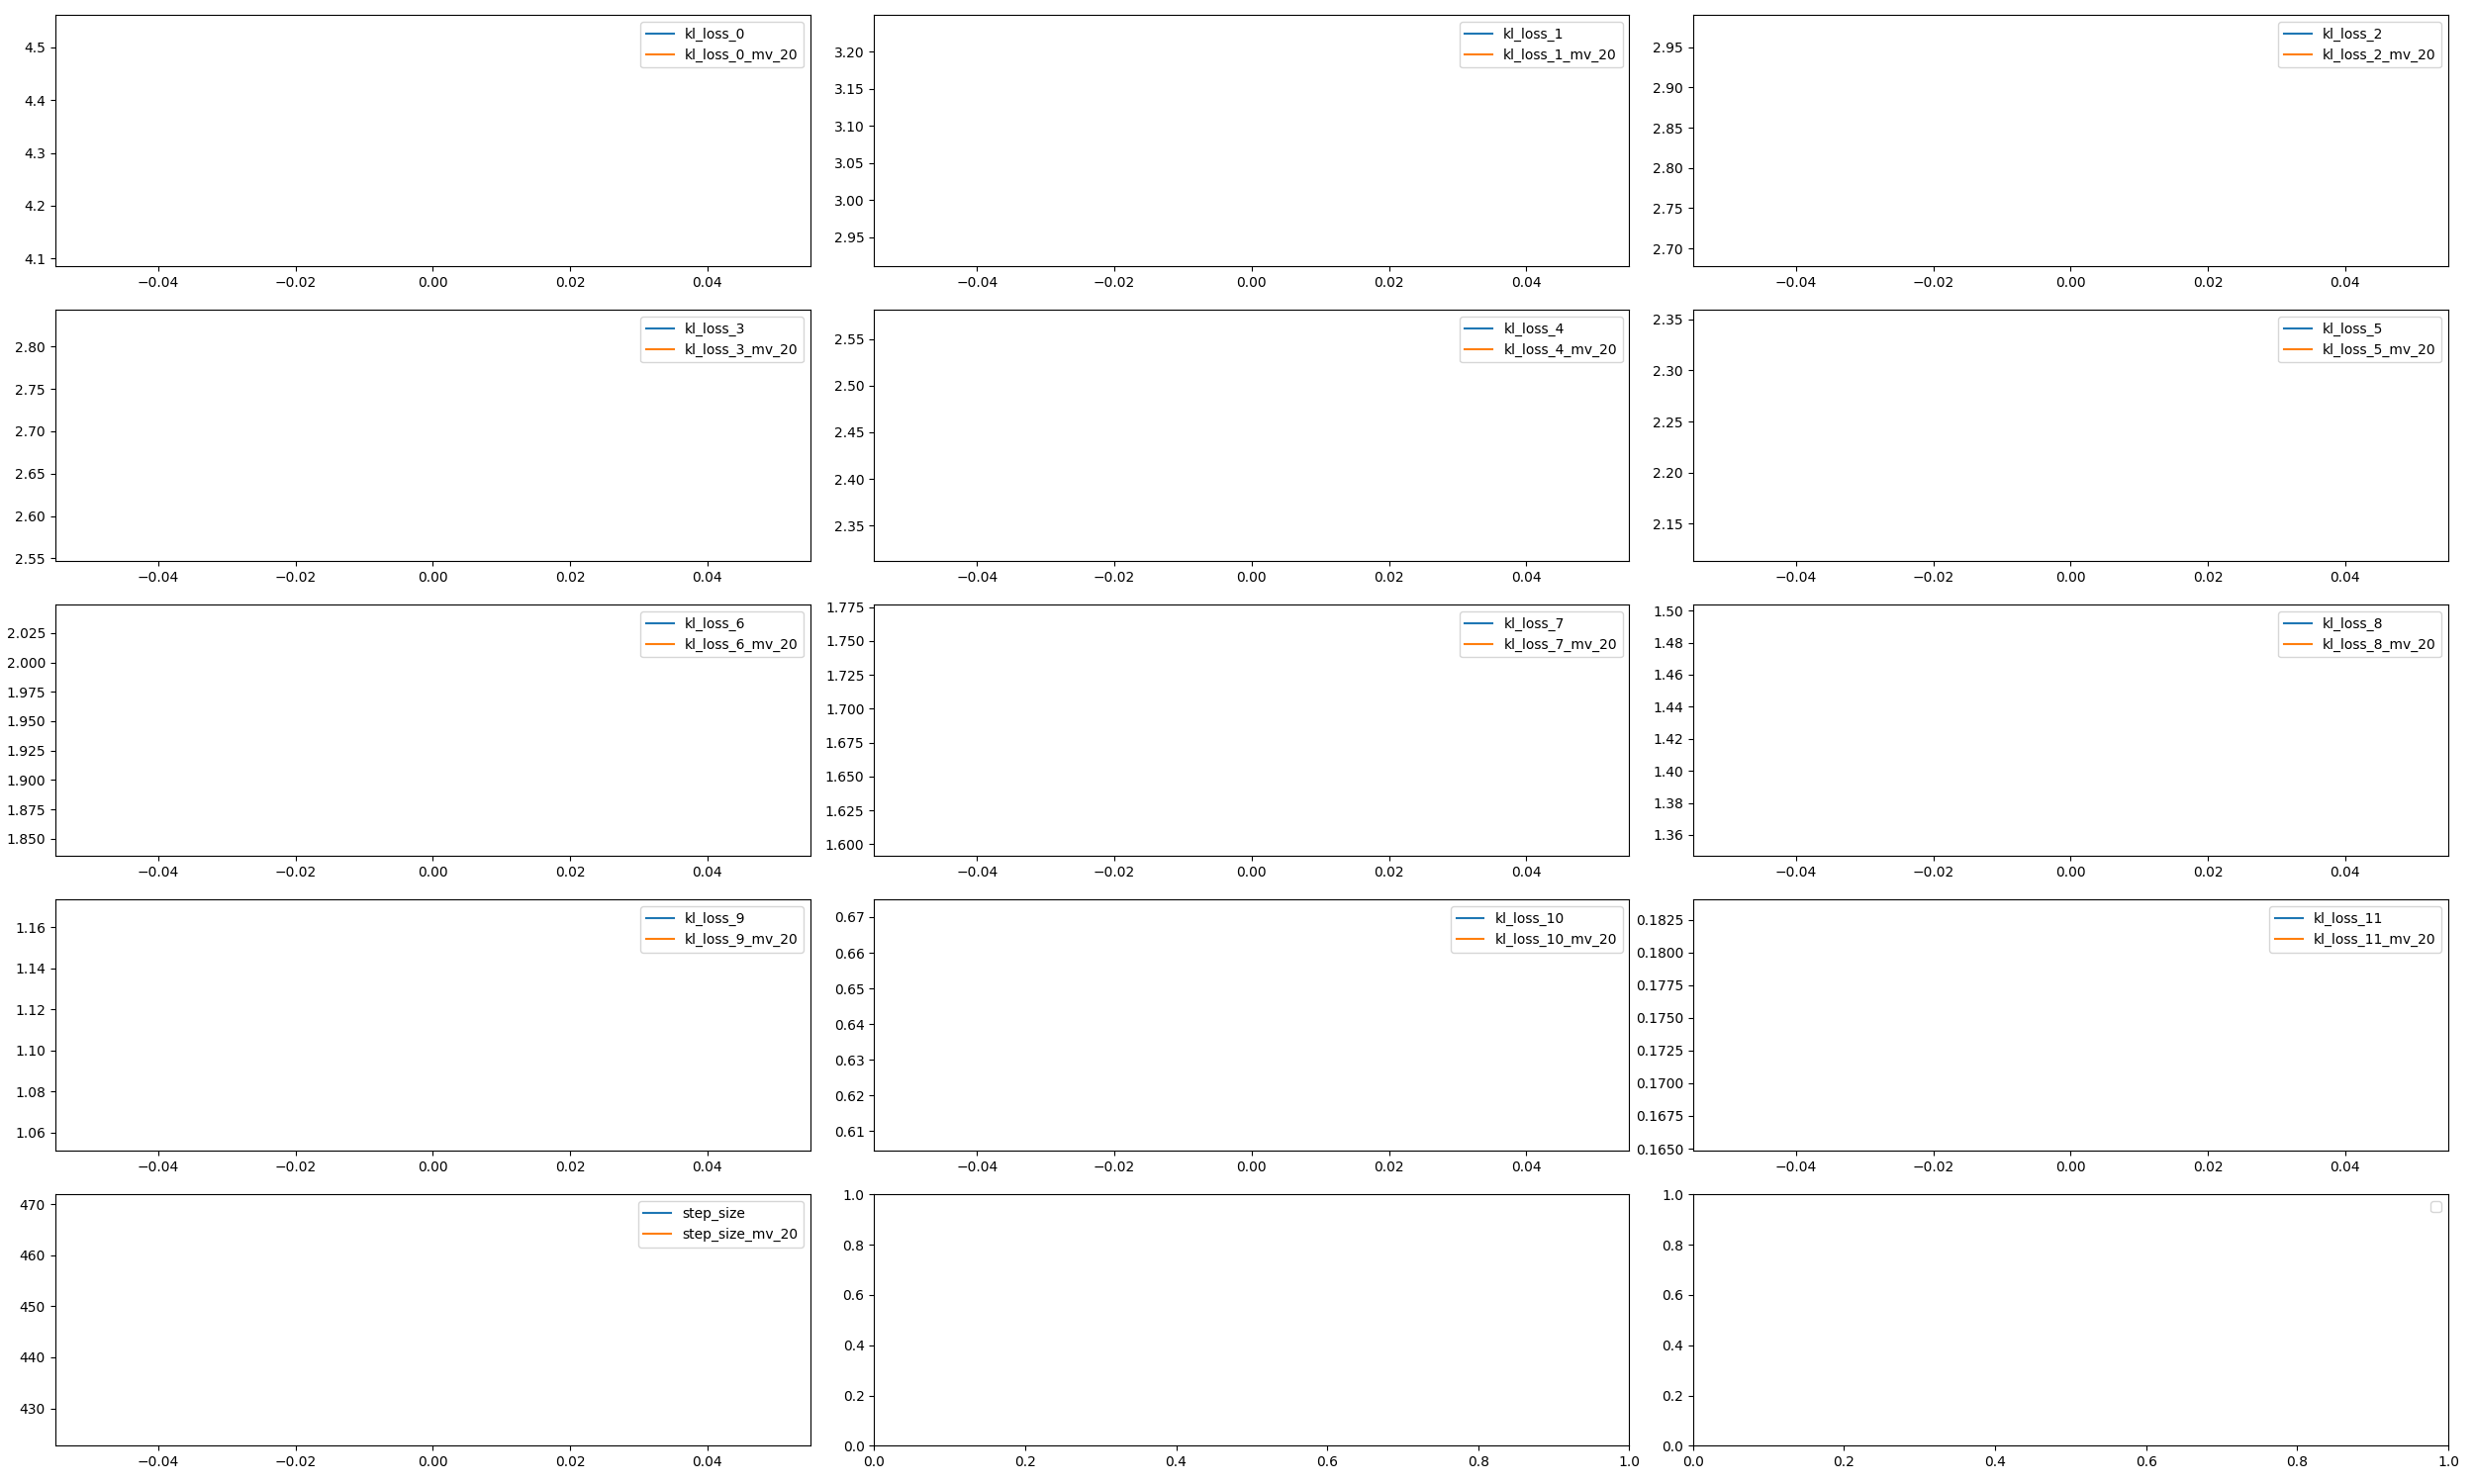 4.5
4.4
4.3
4.2
4.1
−0.04 −0.02 0.00 0.02 0.04
kl_loss_0
kl_loss_0_mv_20
3.20
3.15
3.10
3.05
3.00
2.95
−0.04 −0.02 0.00 0.02 0.04
kl_loss_1
kl_loss_1_mv_20
2.95
2.90
2.85
2.80
2.75
2.70
−0.04 −0.02 0.00 0.02 0.04
kl_loss_2
kl_loss_2_mv_20
2.80
2.75
2.70
2.65
2.60
2.55
−0.04 −0.02 0.00 0.02 0.04
kl_loss_3
kl_loss_3_mv_20
2.55
2.50
2.45
2.40
2.35
−0.04 −0.02 0.00 0.02 0.04
kl_loss_4
kl_loss_4_mv_20
2.35
2.30
2.25
2.20
2.15
−0.04 −0.02 0.00 0.02 0.04
kl_loss_5
kl_loss_5_mv_20
2.025
2.000
1.975
1.950
1.925
1.900
1.875
1.850
−0.04 −0.02 0.00 0.02 0.04
kl_loss_6
kl_loss_6_mv_20
1.775
1.750
1.725
1.700
1.675
1.650
1.625
1.600
−0.04 −0.02 0.00 0.02 0.04
kl_loss_7
kl_loss_7_mv_20
1.50
1.48
1.46
1.44
1.42
1.40
1.38
1.36
−0.04 −0.02 0.00 0.02 0.04
kl_loss_8
kl_loss_8_mv_20
1.16
1.14
1.12
1.10
1.08
1.06
−0.04 −0.02 0.00 0.02 0.04
kl_loss_9
kl_loss_9_mv_20
0.67
0.66
0.65
0.64
0.63
0.62
0.61
−0.04 −0.02 0.00 0.02 0.04
kl_loss_10
kl_loss_10_mv_20
0.1825
0.1800
0.1775
0.1750
0.1725
0.1700
0.1675
0.1650
−0.04 −0.02 0.00 0.02 0.04
kl_loss_11
kl_loss_11_mv_20
470
460
450
440
430
−0.04 −0.02 0.00 0.02 0.04
step_size
step_size_mv_20
1.0
0.8
0.6
0.4
0.2
0.0
0.0 0.2 0.4 0.6 0.8 1.0
1.0
0.8
0.6
0.4
0.2
0.0
0.0 0.2 0.4 0.6 0.8 1.0